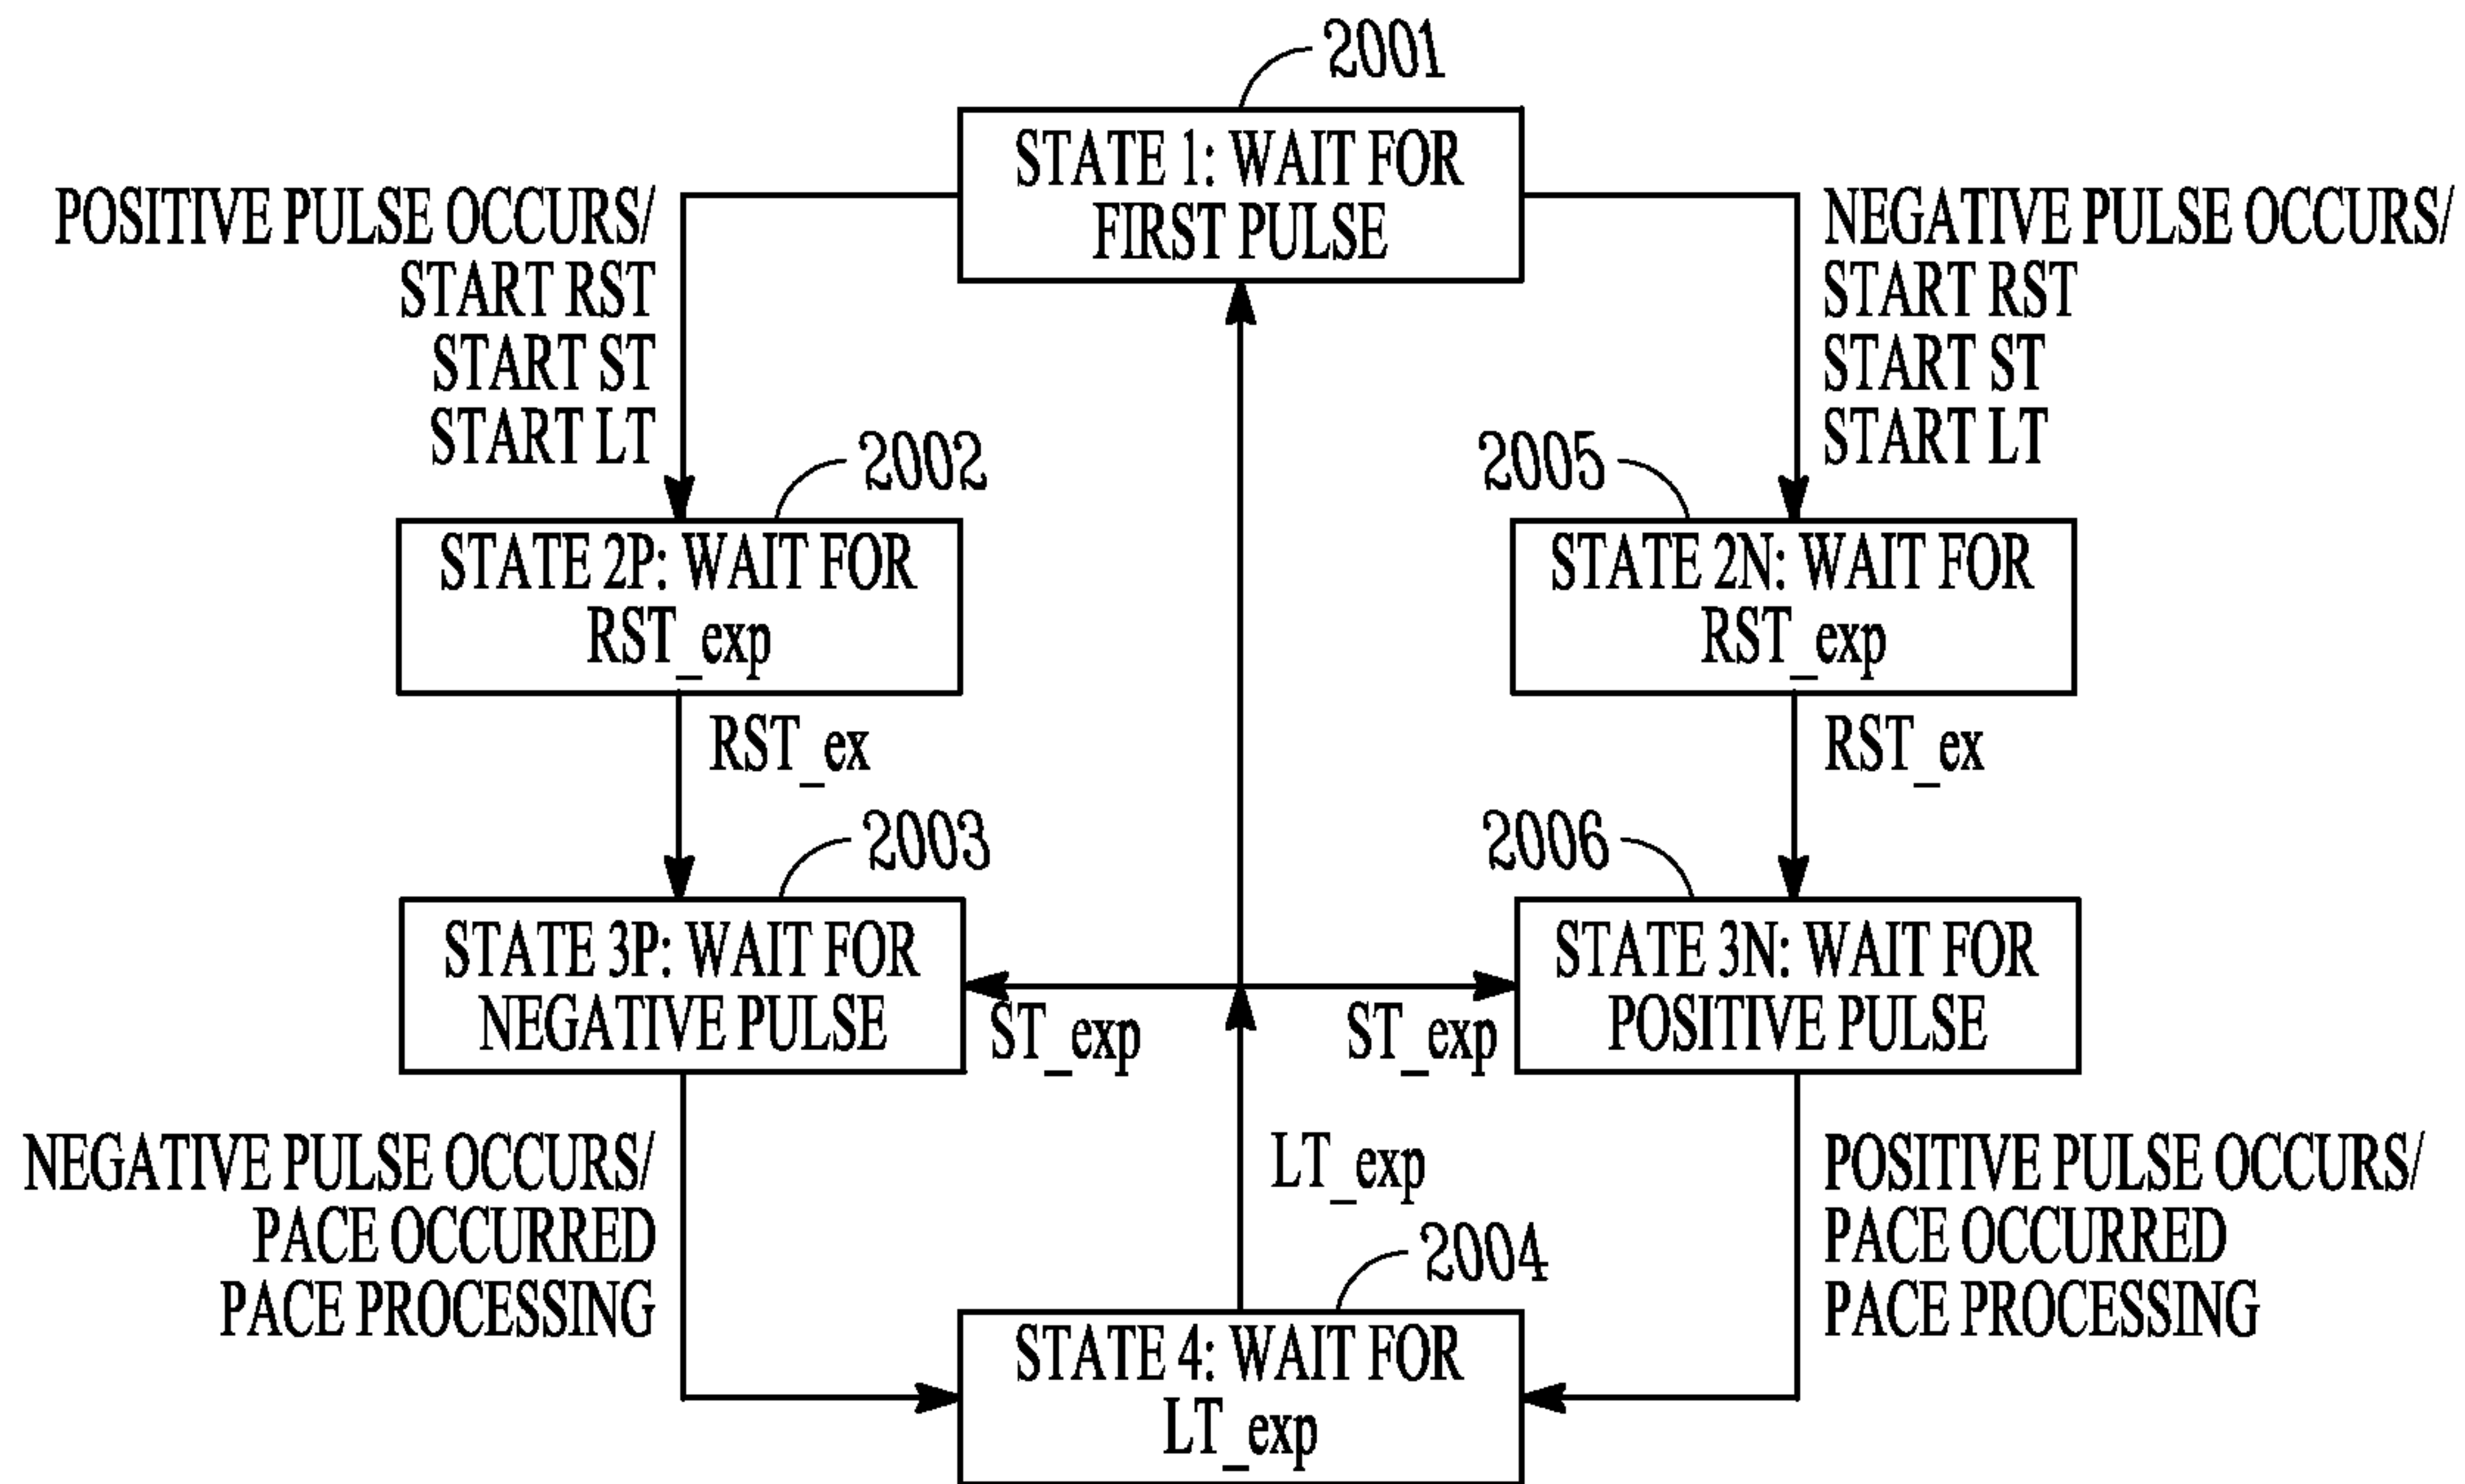 2001
STATE 1: WAIT FOR
FIRST PULSE
POSITIVE PULSE OCCURS/
START RST
START ST
START LT
NEGATIVE PULSE OCCURS/
START RST
START ST
START LT
2002
STATE 2P: WAIT FOR
RST_exp
2005
STATE 2N: WAIT FOR
RST_exp
RST_ex
RST_ex
2003
STATE 3P: WAIT FOR
NEGATIVE PULSE
2006
STATE 3N: WAIT FOR
POSITIVE PULSE
ST_exp
ST_exp
NEGATIVE PULSE OCCURS/
PACE OCCURRED
PACE PROCESSING
LT_exp
POSITIVE PULSE OCCURS/
PACE OCCURRED
PACE PROCESSING
2004
STATE 4: WAIT FOR
LT_exp